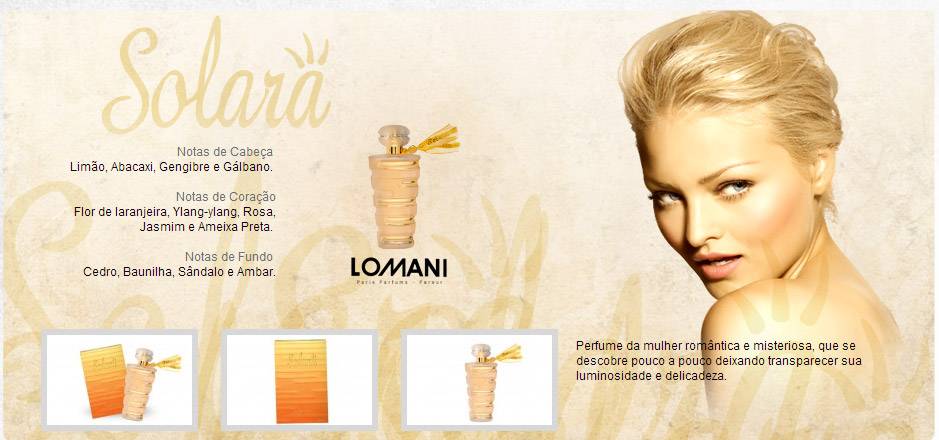 Solara
Notas de Cabeça
Limão, Abacaxi, Gengibre e Gálbano.
Notas de Coração
Flor de laranjeira, Ylang-ylang, Rosa,
Jasmim e Ameixa Preta.
Notas de Fundo
Cedro, Baunilha, Sândalo e Ambar.
LOMANI
Paris Parfums - Parour
Perfume da mulher romântica e misteriosa, que se
descobre pouco a pouco deixando transparecer sua
luminosidade e delicadeza.